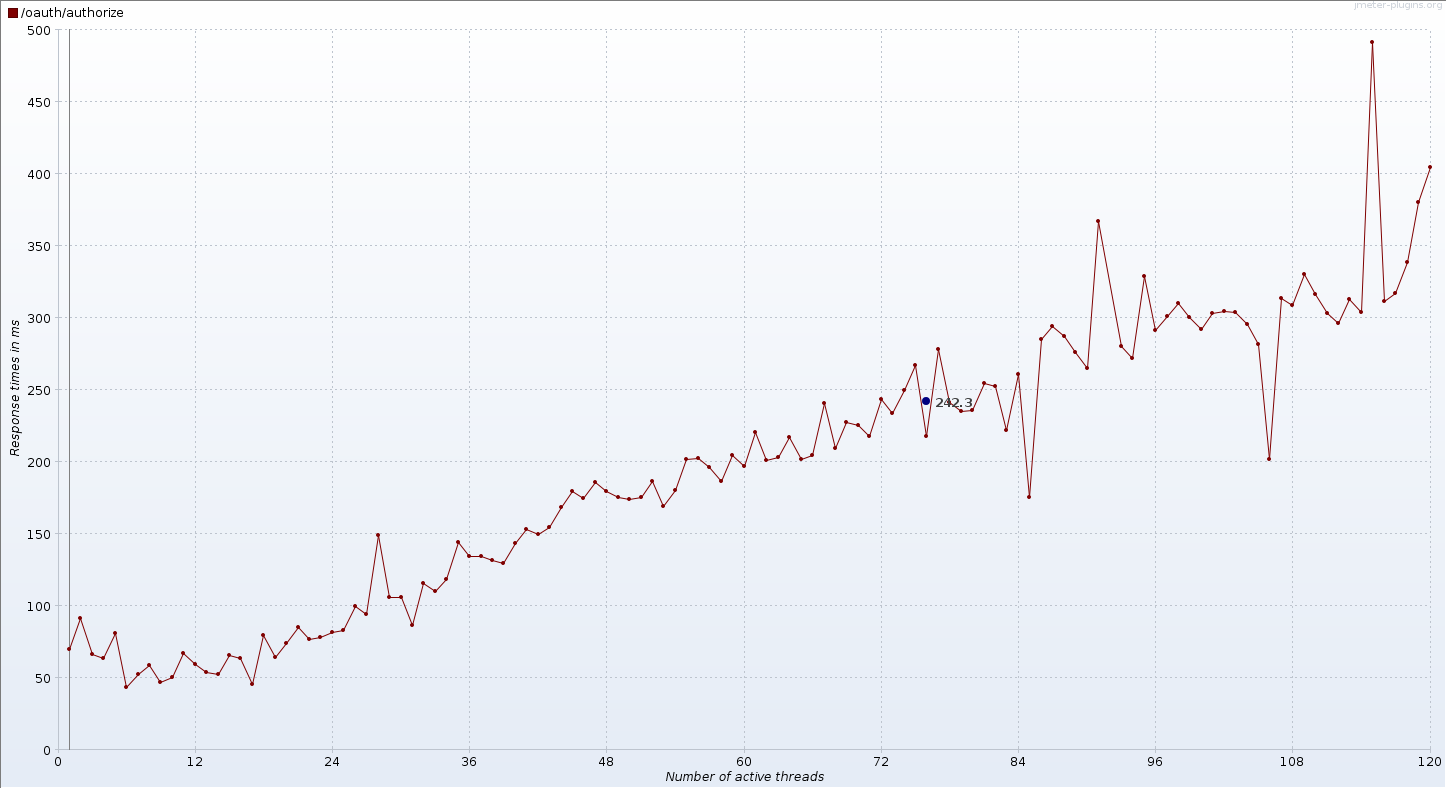 /oauth/authorize
jmeter-plugins.org
500
450
400
350
300
250
200
150
100
50
0
Response times in ms
242.3
0 12 24 36 48 60 72 84 96 108 120
Number of active threads